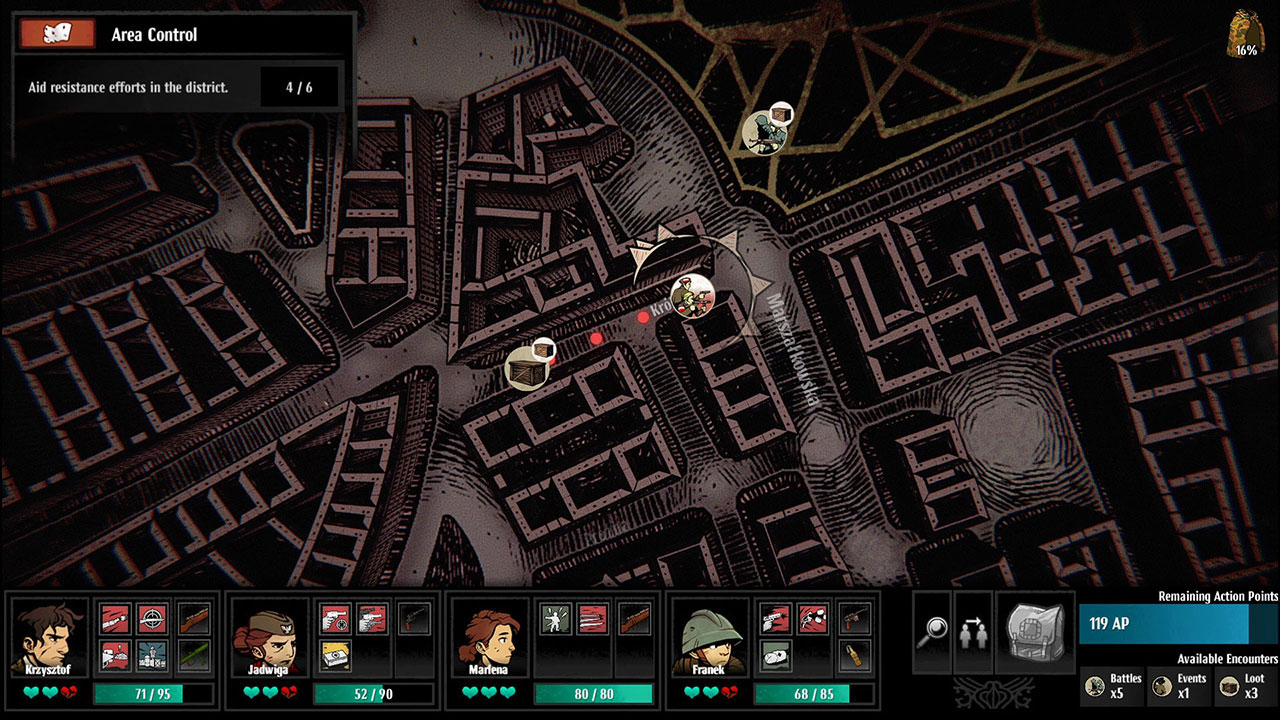 Area Control
Aid resistance efforts in the district.
4 / 6
16%
Kró
Marszałkowska
Remaining Action Points
119 AP
Available Encounters
Battles
x5
Events
x1
Loot
x3
Krzysztof
71 / 95
Jadwiga
52 / 90
Marlena
80 / 80
Franek
68 / 85